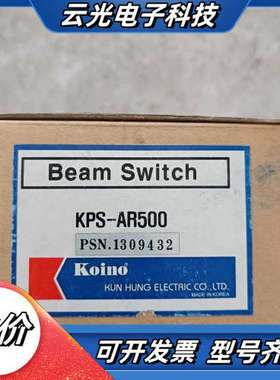 云光电子科技
Beam Switch
KPS-AR500
PSN.1309432
Koino
KUN HUNG ELECTRIC CO.,LTD.
MADE IN KOREA
价
可开发票 型号齐